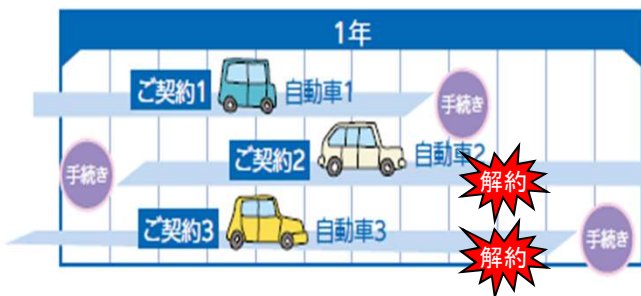 1年
ご契約1 自動車1
手続き
ご契約2 自動車2
手続き
解約
ご契約3 自動車3
解約
手続き